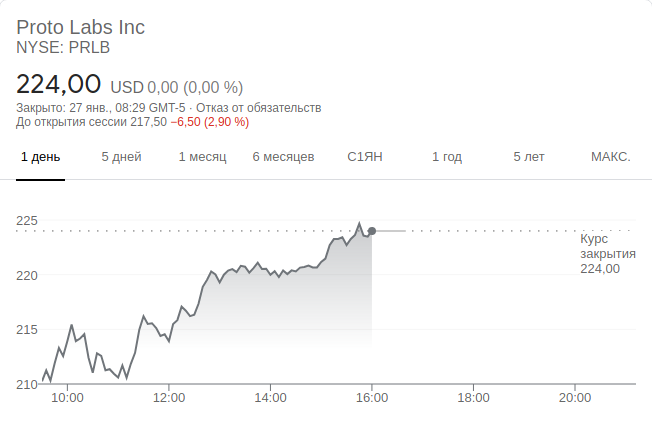 Proto Labs Inc
NYSE: PRLB
224,00 USD 0,00 (0,00 %)
Закрыто: 27 янв., 08:29 GMT-5 · Отказ от обязательств
До открытия сессии 217,50 −6,50 (2,90 %)
1 день 5 дней 1 месяц 6 месяцев С1ЯН 1 год 5 лет МАКС.
225
Курс
закрытия
224,00
220
215
210
10:00 12:00 14:00 16:00 18:00 20:00